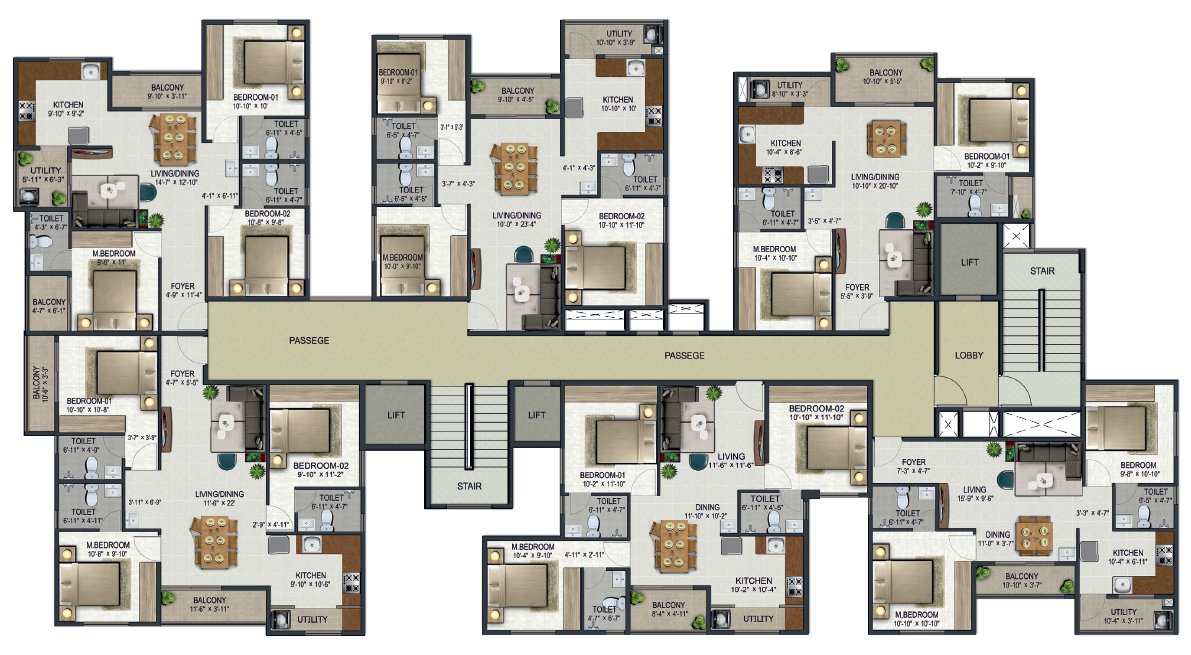 KITCHEN
9'-10" X 9'-2"
BALCONY
9'-10" X 3'-11"
BEDROOM-01
10'-10" X 10'
TOILET
6'-11" X 4'-5"
LIVING/DINING
14'-7" X 12'-10"
UTILITY
5'-11" X 6'-3"
4'-1" X 6'-11"
TOILET
6'-11" X 4'-7"
TOILET
4'-3" X 6'-7"
BEDROOM-02
10'-8" X 9'-8"
M.BEDROOM
9'-6" X 11'
FOYER
4'-9" X 11'-4"
BALCONY
4'-7" X 6'-1"
BEDROOM-01
9'-10" X 8'-2"
BALCONY
9'-10" X 4'-5"
UTILITY
10'-10" X 3'-9"
KITCHEN
10'-10" X 10'
TOILET
6'-5" X 4'-7"
4'-1" X 4'-3"
TOILET
6'-11" X 4'-7"
3'-7" X 4'-3"
TOILET
LIVING/DINING
10'-0" X 23'-4"
BEDROOM-02
10'-10" X 11'-10"
M.BEDROOM
10'-0" X 9'-10"
UTILITY
8'-10" X 3'-3"
BALCONY
10'-10" X 5'-5"
KITCHEN
10'-4" X 8'-6"
BEDROOM-01
10'-2" X 9'-10"
LIVING/DINING
10'-10" X 20'-10"
TOILET
7'-10" X 4'-7"
TOILET
6'-11" X 4'-7"
3'-5" X 4'-7"
M.BEDROOM
10'-4" X 10'-10"
FOYER
5'-5" X 3'-9"
LIFT
STAIR
PASSEGE
PASSEGE
LOBBY
BALCONY
10'-6" X 3'-3"
FOYER
4'-7" X 5'-5"
BEDROOM-01
10'-10" X 10'-8"
3'-7" X 3'-9"
TOILET
6'-11" X 4'-9"
BEDROOM-02
9'-10" X 11'-2"
LIVING/DINING
11'-6" X 22'
3'-11" X 6'-9"
TOILET
6'-11" X 4'-11"
TOILET
6'-11" X 4'-7"
2'-9" X 4'-11"
M.BEDROOM
10'-8" X 9'-10"
KITCHEN
9'-10" X 10'-6"
BALCONY
11'-6" X 3'-11"
UTILITY
LIFT
STAIR
LIFT
BEDROOM-01
10'-2" X 11'-10"
LIVING
11'-6" X 11'-6"
BEDROOM-02
10'-10" X 11'-10"
TOILET
6'-11" X 4'-7"
DINING
11'-10" X 10'-2"
TOILET
6'-11" X 4'-5"
M.BEDROOM
10'-4" X 9'-10"
4'-11" X 2'-11"
KITCHEN
10'-2" X 10'-4"
TOILET
4'-7" X 6'-7"
BALCONY
8'-4" X 4'-11"
UTILITY
FOYER
7'-3" X 4'-7"
BEDROOM
9'-8" X 10'-10"
LIVING
15'-9" X 9'-6"
TOILET
6'-11" X 4'-7"
TOILET
6'-5" X 4'-7"
3'-3" X 4'-7"
DINING
11'-0" X 3'-7"
KITCHEN
10'-4" X 6'-11"
BALCONY
10'-10" X 3'-7"
M.BEDROOM
10'-10" X 10'-10"
UTILITY
10'-4" X 3'-11"